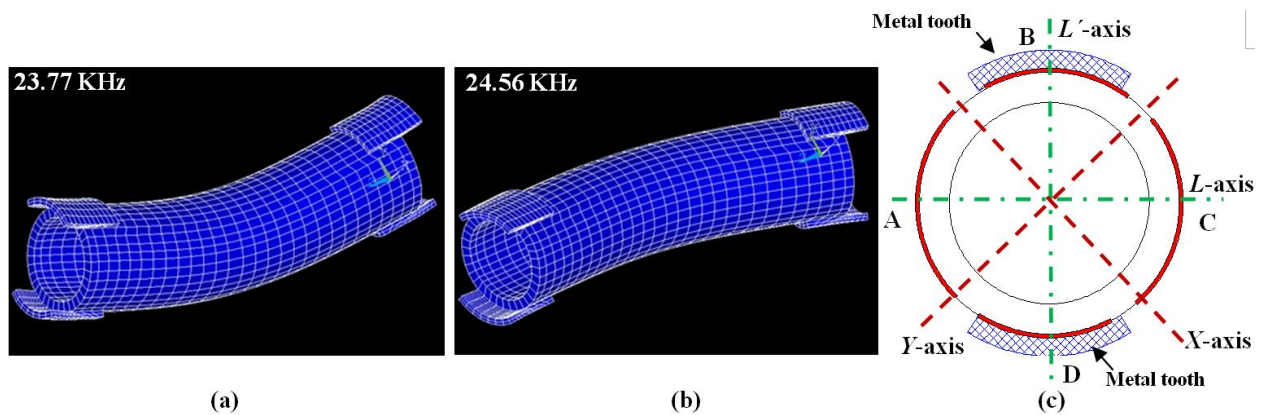 23.77 KHz
24.56 KHz
Metal tooth
B
L´-axis
L-axis
A
C
Y-axis
X-axis
D
Metal tooth
(a)
(b)
(c)